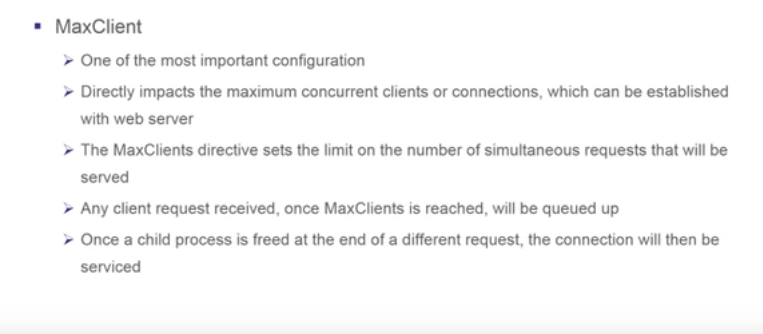 MaxClient
One of the most important configuration
Directly impacts the maximum concurrent clients or connections, which can be established
with web server
The MaxClients directive sets the limit on the number of simultaneous requests that will be
served
Any client request received, once MaxClients is reached, will be queued up
Once a child process is freed at the end of a different request, the connection will then be
serviced